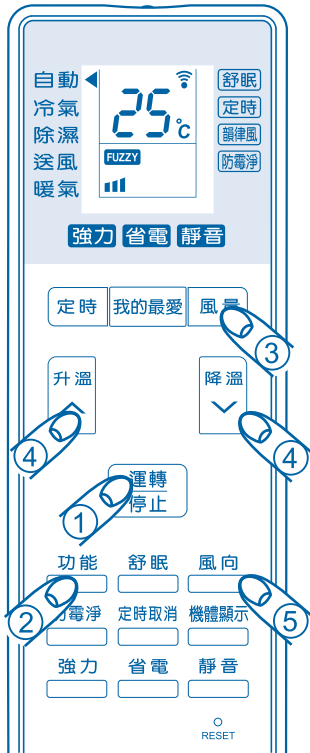 自動 舒眠
冷氣 25℃ 定時
除濕 韻律風
送風 FUZZY 防霉淨
暖氣
強力 省電 靜音
定時 我的最愛 風量
③
升溫 降溫
④ ④
運轉
停止
①
功能 舒眠 風向
② ⑤
防霉淨 定時取消 機體顯示
強力 省電 靜音
RESET